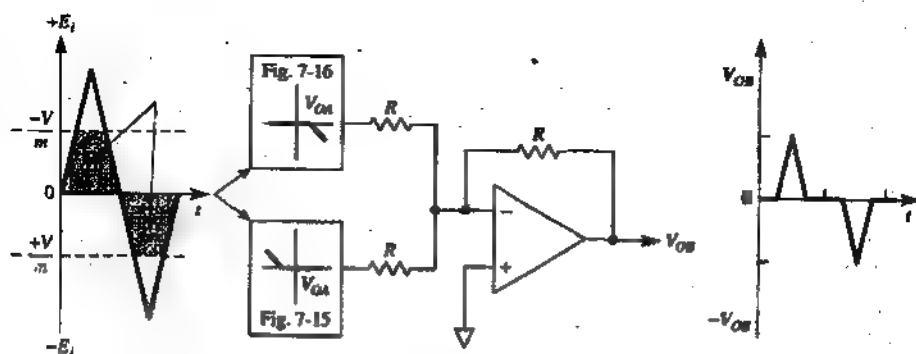 +E_i
-V
m
0
+V
m
-E_i
t
Fig. 7-16
V_OA
R
V_OA
Fig. 7-15
R
R
−
+
V_OB
V_OB
0
t
-V_OB